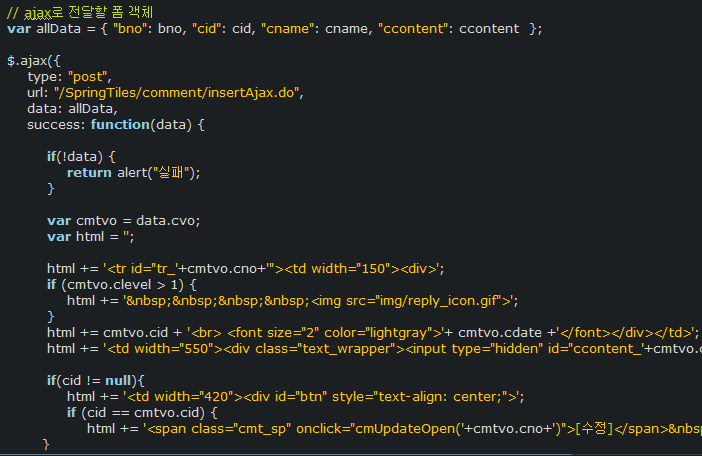 // ajax로 전달할 폼 객체
var allData = { "bno": bno, "cid": cid, "cname": cname, "ccontent": ccontent  };
$.ajax({
type: "post",
url: "/SpringTiles/comment/insertAjax.do",
data: allData,
success: function(data) {
if(!data) {
return alert("실패");
}
var cmtvo = data.cvo;
var html = '';
html += '<tr id="tr_'+cmtvo.cno+'"><td width="150"><div>';
if (cmtvo.clevel > 1) {
html += '&nbsp;&nbsp;&nbsp;&nbsp;<img src="img/reply_icon.gif">';
}
html += cmtvo.cid + '<br> <font size="2" color="lightgray">'+ cmtvo.cdate +'</font></div></td>';
html += '<td width="550"><div class="text_wrapper"><input type="hidden" id="ccontent_'+cmtvo.c
if(cid != null){
html += '<td width="420"><div id="btn" style="text-align: center;">';
if (cid == cmtvo.cid) {
html += '<span class="cmt_sp" onclick="cmUpdateOpen('+cmtvo.cno+')">[수정]</span>&nbsp
}